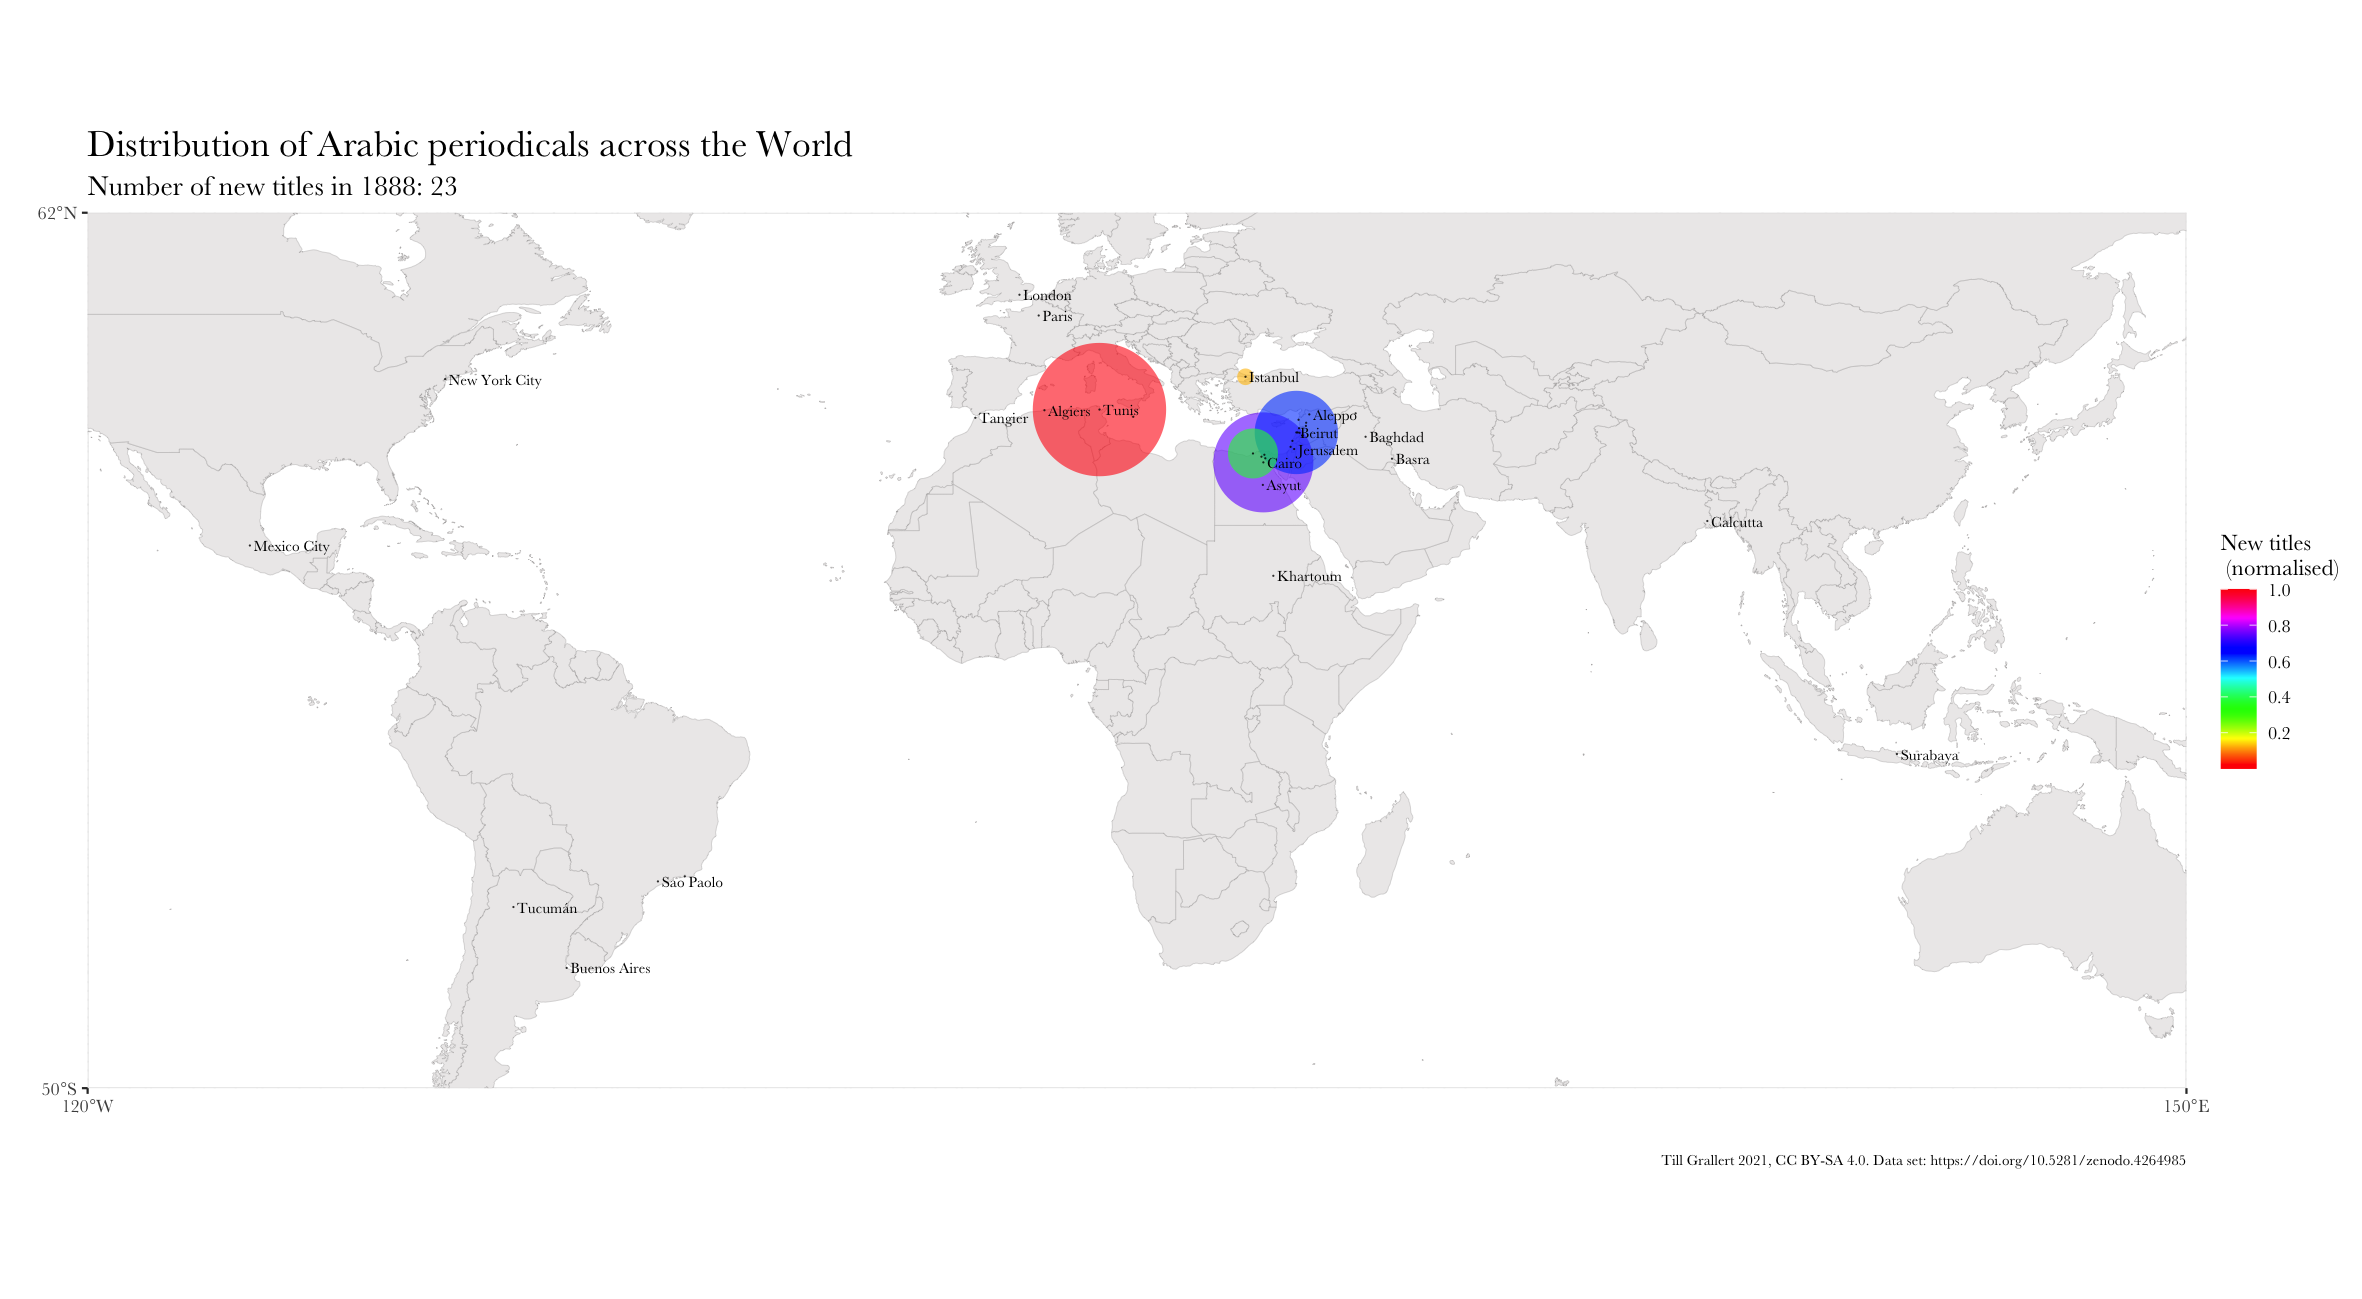 Distribution of Arabic periodicals across the World
Number of new titles in 1888: 23
62°N
London
Paris
New York City
Istanbul
Tangier
Algiers
Tunis
Aleppo
Beirut
Baghdad
Jerusalem
Basra
Cairo
Asyut
Calcutta
Mexico City
Khartoum
New titles
(normalised)
1.0
0.8
0.6
0.4
0.2
Surabaya
Sao Paolo
Tucumán
Buenos Aires
50°S
120°W
150°E
Till Grallert 2021, CC BY-SA 4.0. Data set: https://doi.org/10.5281/zenodo.4264985